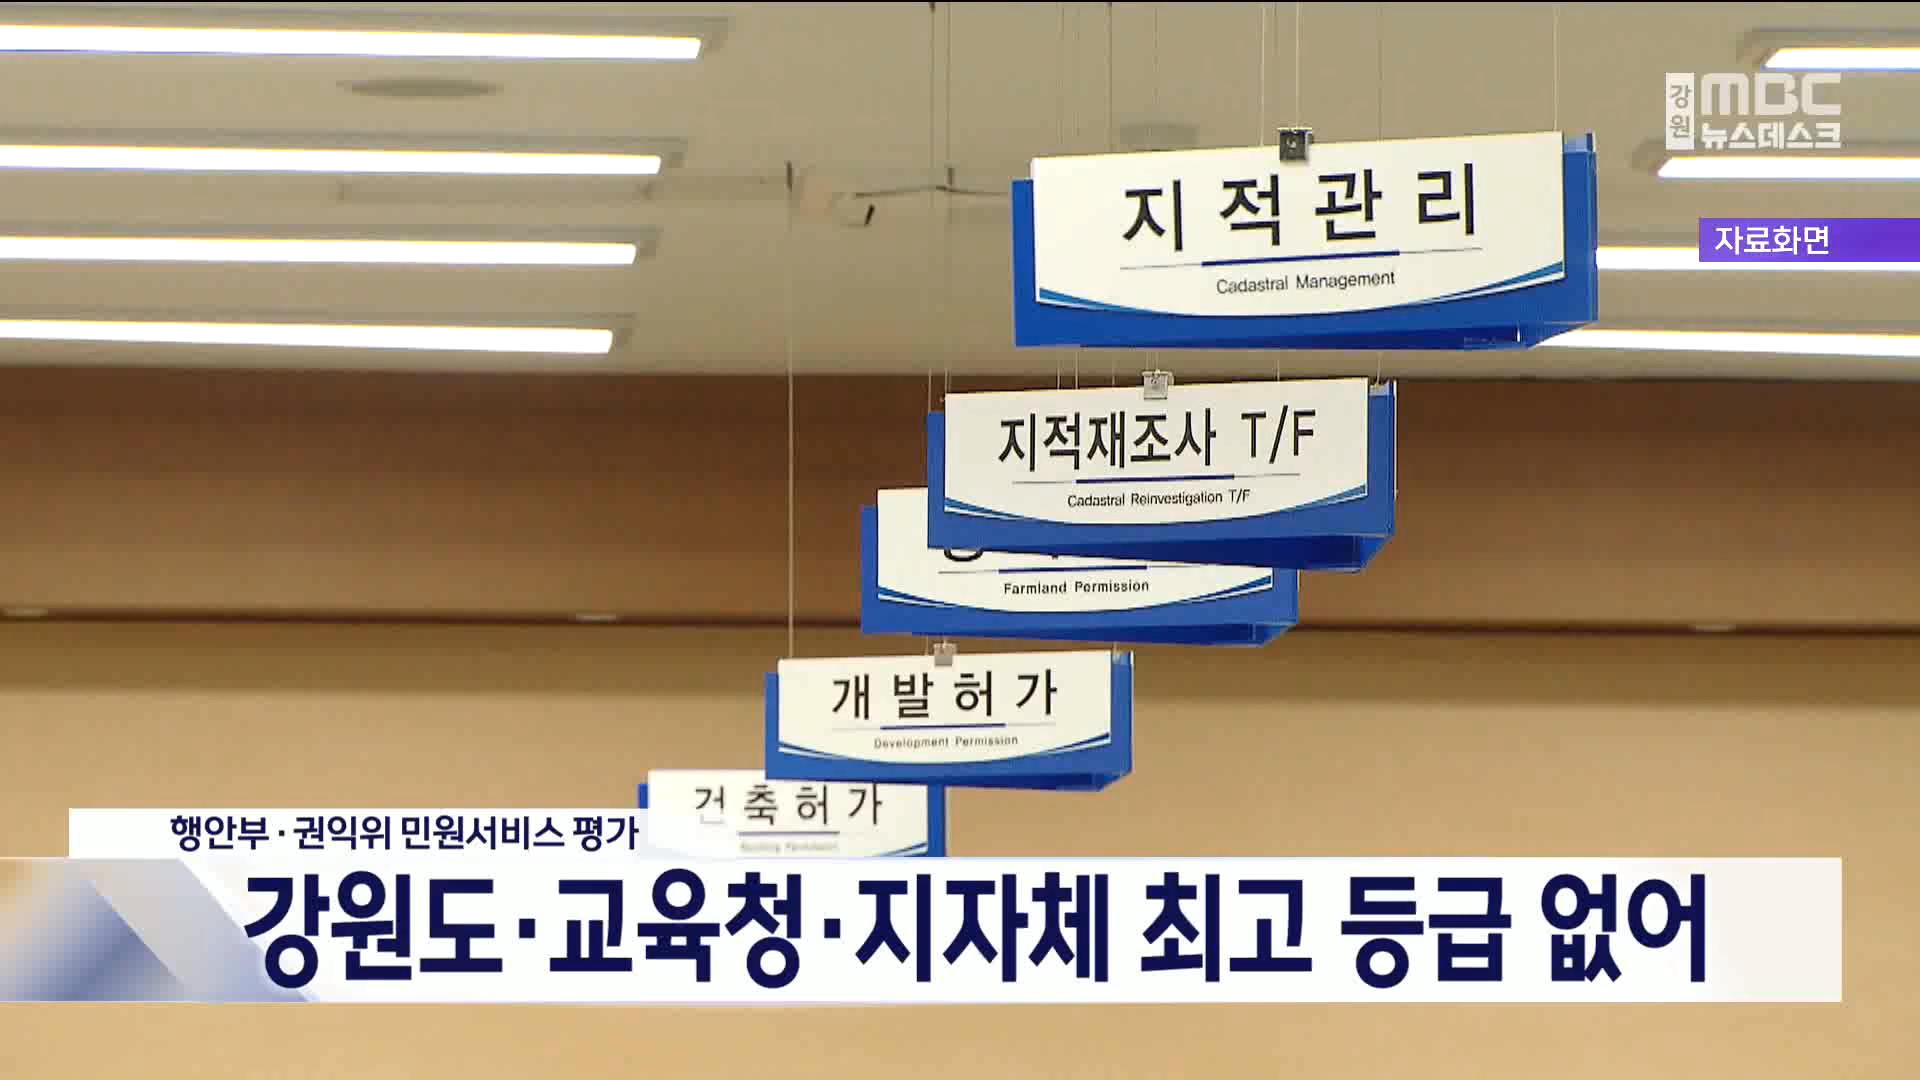 강원 MBC
뉴스데스크
자료화면
지적관리
Cadastral Management
지적재조사 T/F
Cadastral Reinvestigation T/F
Farmland Permission
개발허가
Development Permission
건축허가
행안부·권익위 민원서비스 평가
강원도·교육청·지자체 최고 등급 없어